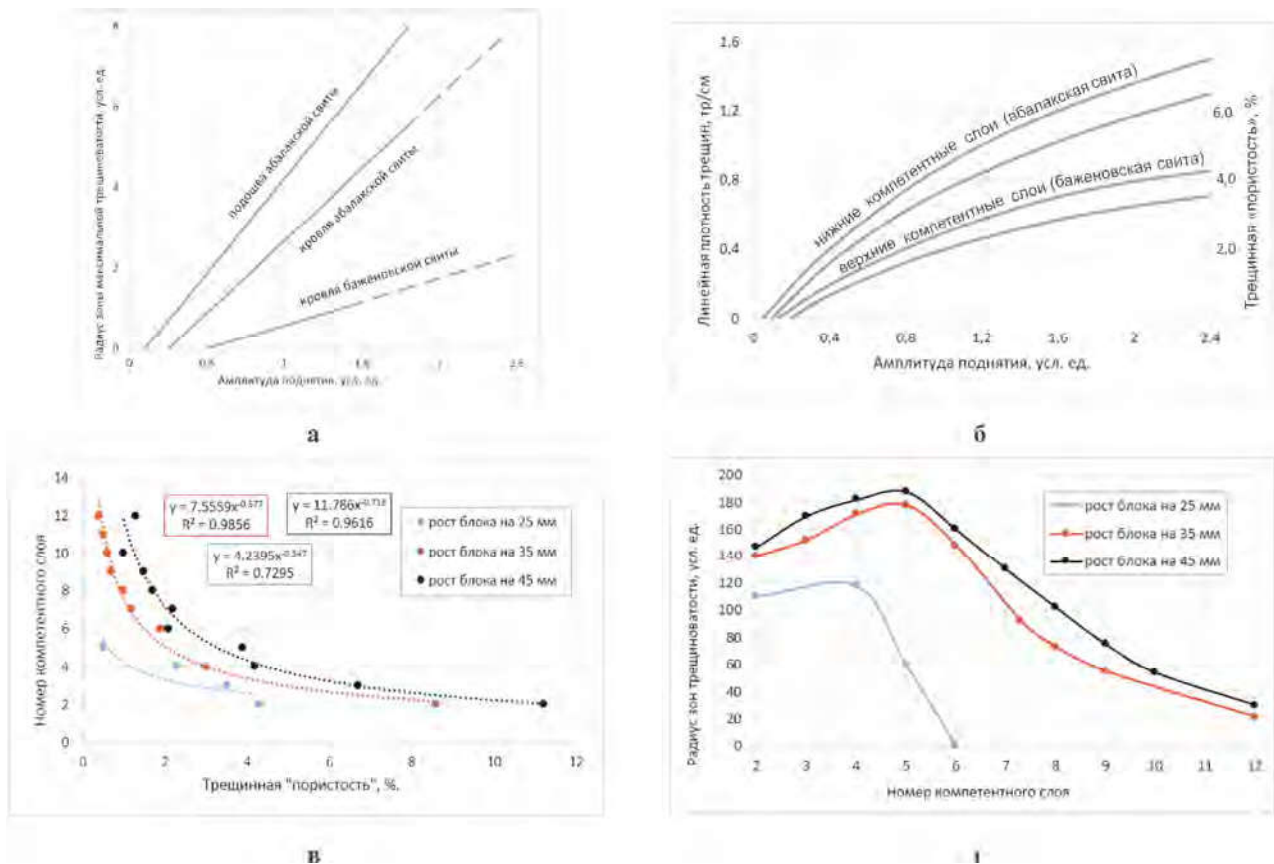 8
6
4
2
0
Радиус зоны максимальной трещиноватости, усл. ед.
подошва абалакской свиты
кровля абалакской свиты
кровля баженовской свиты
0
1
Амплитуда поднятия, усл. ед.
а
1.6
1,2
0,8
0,4
0
Линейная плотность трещин, тр/см
нижние компетентные слои (абалакская свита)
верхние компетентные слои (баженовская свита)
6,0
4,0
2,0
Трещинная «пористость», %
0 0,4 0,8 1,2 1,6 2 2.4
Амплитуда поднятия, усл. ед.
б
14
12
10
8
6
4
2
0
Номер компетентного слоя
R² = 0.9856
R² = 0.9616
R² = 0.7295
рост блока на 25 мм
рост блока на 35 мм
рост блока на 45 мм
0 2 4 6 8 10 12
Трещинная "пористость", %.
в
200
180
160
140
120
100
80
60
40
20
0
Радиус зон трещиноватости, усл. ед.
рост блока на 25 мм
рост блока на 35 мм
рост блока на 45 мм
2 3 4 5 6 7 8 9 10 11 12
Номер компетентного слоя